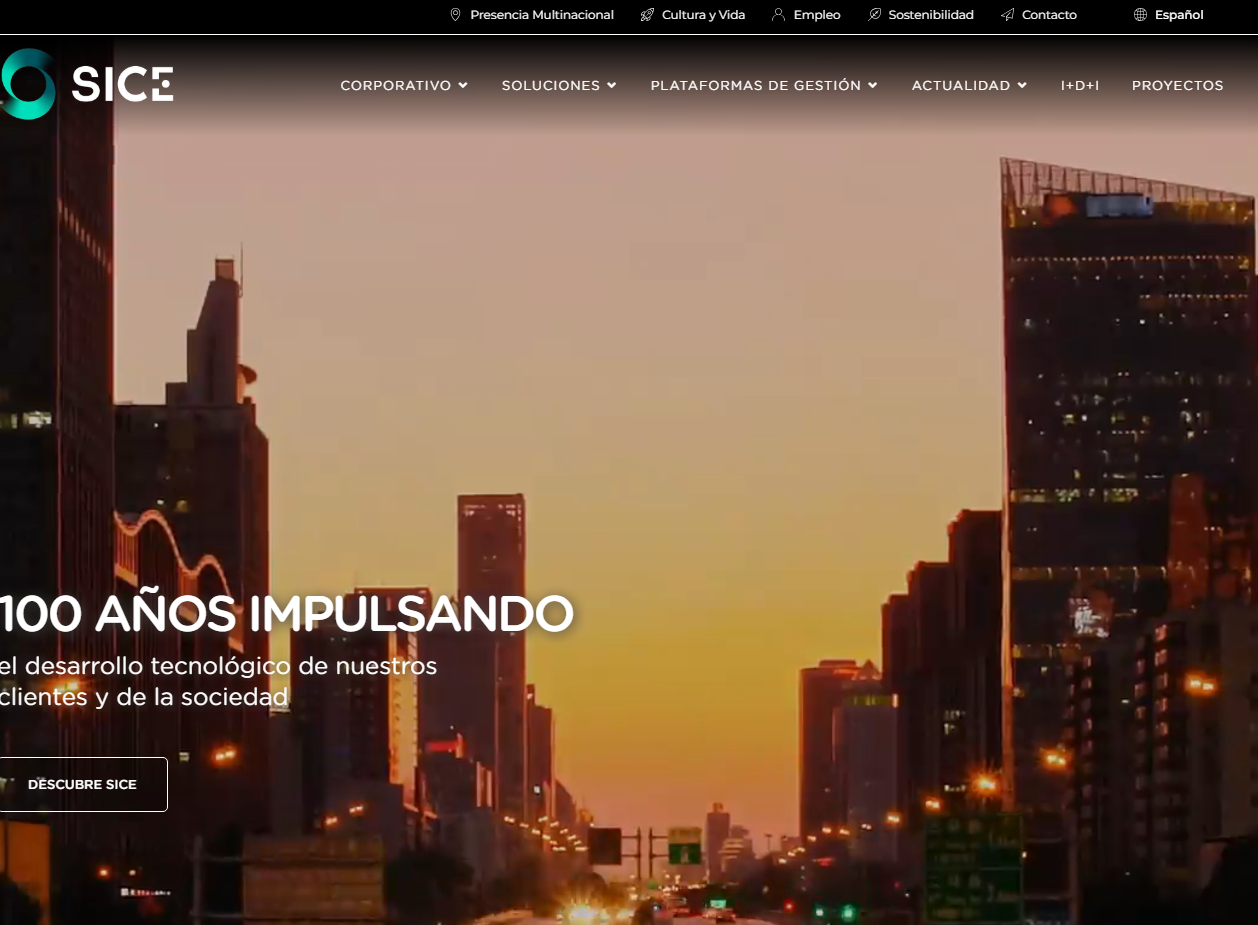 Presencia Multinacional Cultura y Vida Empleo Sostenibilidad Contacto Español
SICE
CORPORATIVO SOLUCIONES PLATAFORMAS DE GESTIÓN ACTUALIDAD I+D+I PROYECTOS
100 AÑOS IMPULSANDO
el desarrollo tecnológico de nuestros
clientes y de la sociedad
DESCUBRE SICE